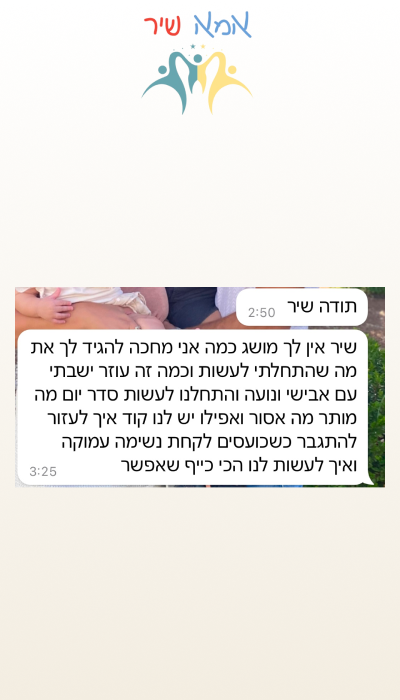 אמא שיר
תודה שיר
2:50
שיר אין לך מושג כמה אני מחכה להגיד לך את
מה שהתחלתי לעשות וכמה זה עוזר ישבתי
עם אבישי ונועה והתחלנו לעשות סדר יום מה
מותר מה אסור ואפילו יש לנו קוד איך לעזור
להתגבר כשכועסים לקחת נשימה עמוקה
ואיך לעשות לנו הכי כייף שאפשר
3:25